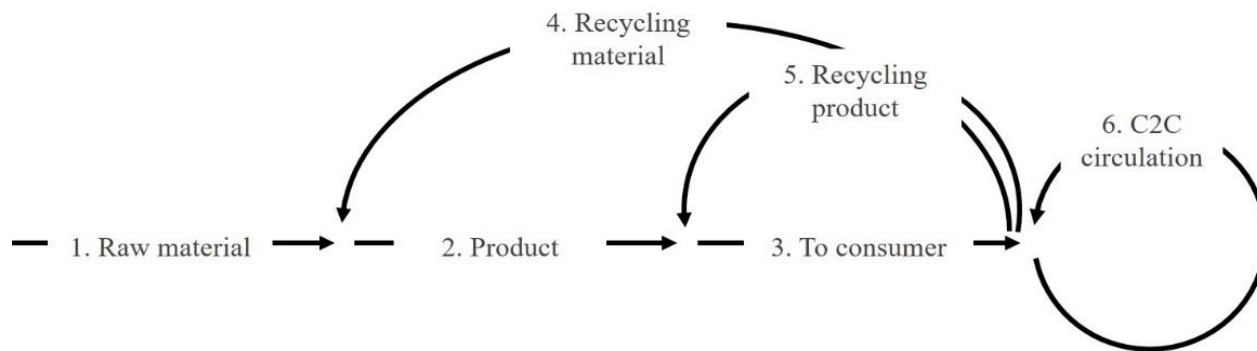 4. Recycling
material
5. Recycling
product
6. C2C
circulation
1. Raw material
2. Product
3. To consumer